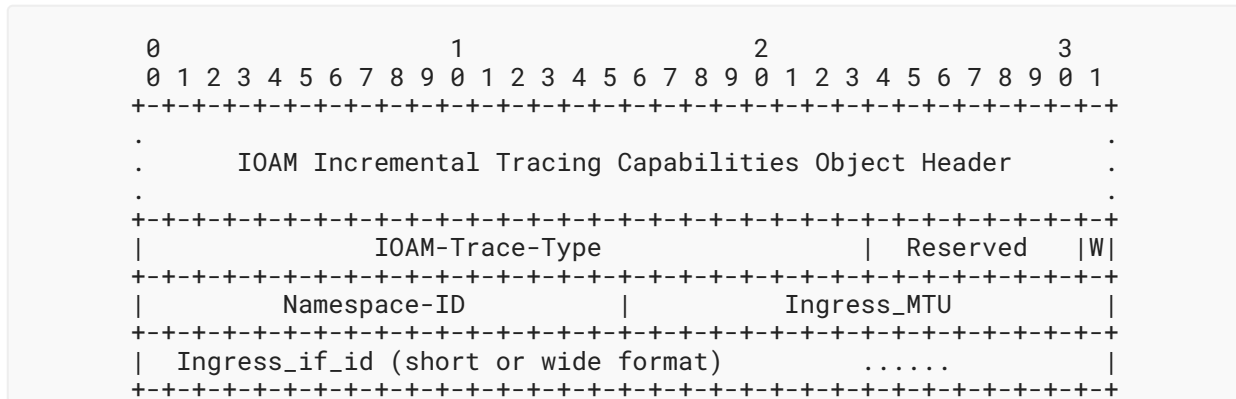 0                   1                   2                   3
 0 1 2 3 4 5 6 7 8 9 0 1 2 3 4 5 6 7 8 9 0 1 2 3 4 5 6 7 8 9 0 1
+-+-+-+-+-+-+-+-+-+-+-+-+-+-+-+-+-+-+-+-+-+-+-+-+-+-+-+-+-+-+-+-+
.                                                               .
.      IOAM Incremental Tracing Capabilities Object Header      .
.                                                               .
+-+-+-+-+-+-+-+-+-+-+-+-+-+-+-+-+-+-+-+-+-+-+-+-+-+-+-+-+-+-+-+-+
|               IOAM-Trace-Type                 |  Reserved   |W|
+-+-+-+-+-+-+-+-+-+-+-+-+-+-+-+-+-+-+-+-+-+-+-+-+-+-+-+-+-+-+-+-+
|         Namespace-ID          |          Ingress_MTU          |
+-+-+-+-+-+-+-+-+-+-+-+-+-+-+-+-+-+-+-+-+-+-+-+-+-+-+-+-+-+-+-+-+
|  Ingress_if_id (short or wide format)         ......          |
+-+-+-+-+-+-+-+-+-+-+-+-+-+-+-+-+-+-+-+-+-+-+-+-+-+-+-+-+-+-+-+-+